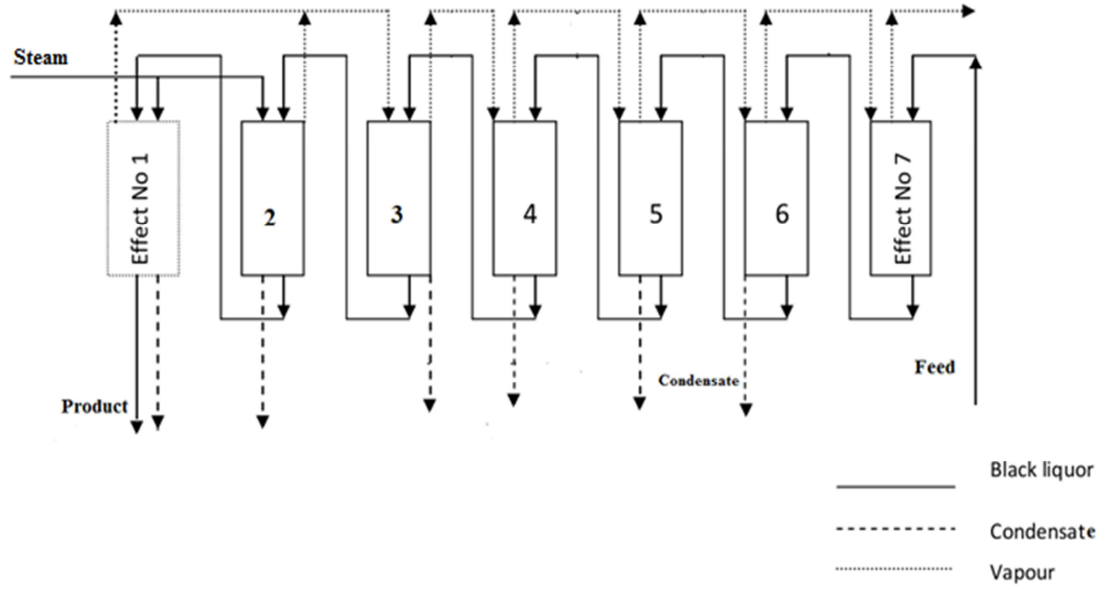 Steam
Effect No 1
2
3
4
5
6
Effect No 7
Feed
Condensate
Product
Black liquor
Condensate
Vapour